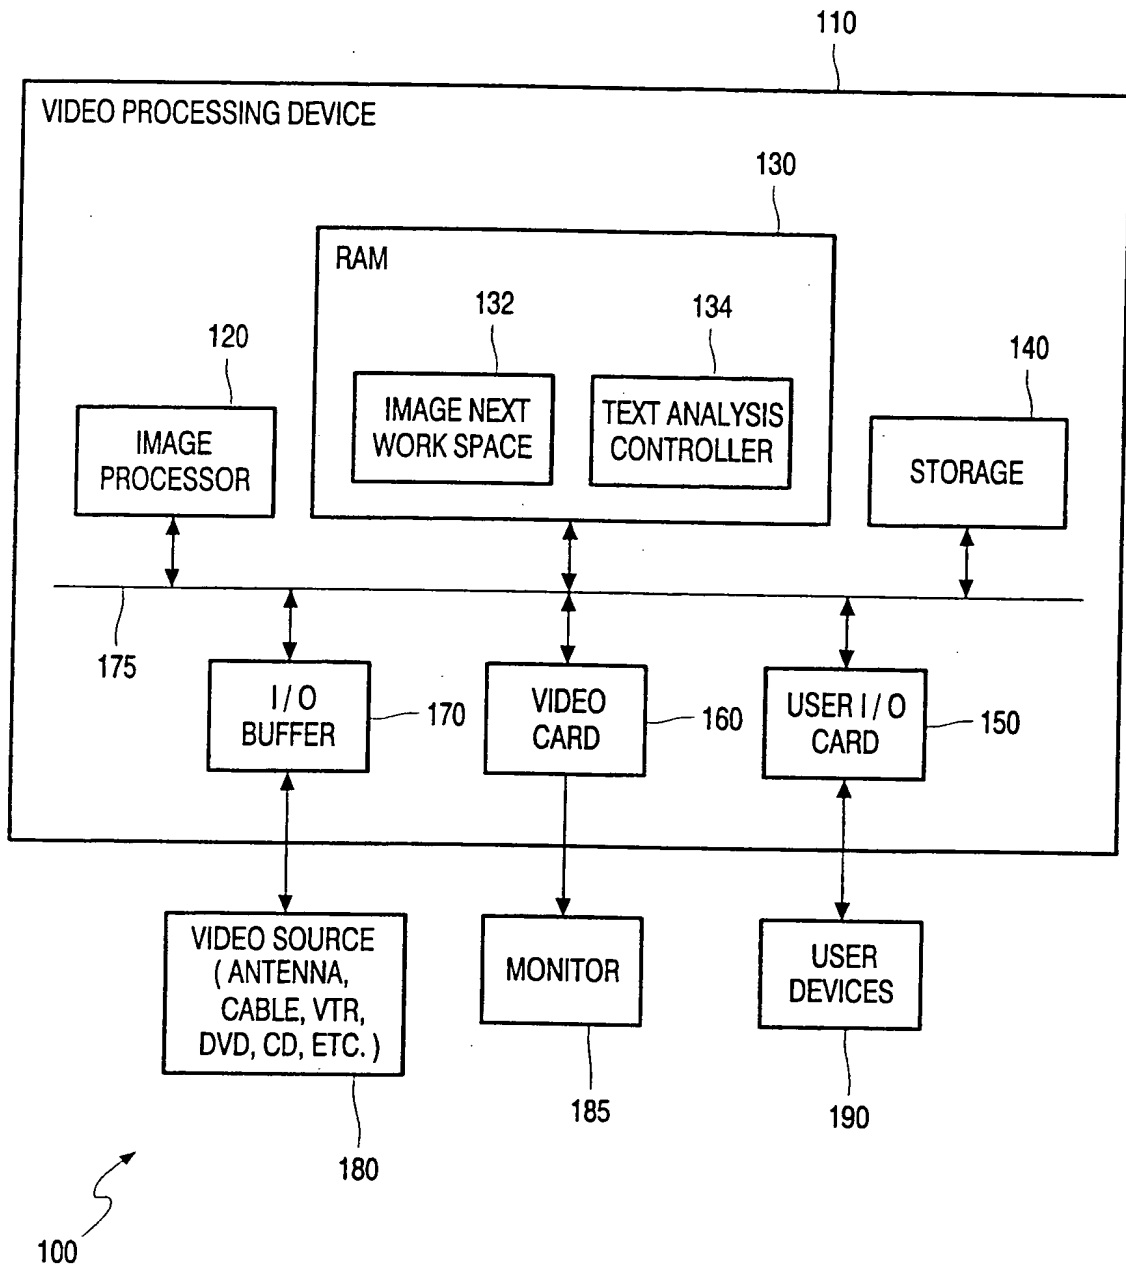 110
VIDEO PROCESSING DEVICE
130
RAM
132
134
120
140
IMAGE NEXT
WORK SPACE
TEXT ANALYSIS
CONTROLLER
IMAGE
PROCESSOR
STORAGE
175
I / O
BUFFER
170
VIDEO
CARD
160
USER I / O
CARD
150
VIDEO SOURCE
( ANTENNA,
CABLE, VTR,
DVD, CD, ETC. )
MONITOR
USER
DEVICES
180
185
190
100